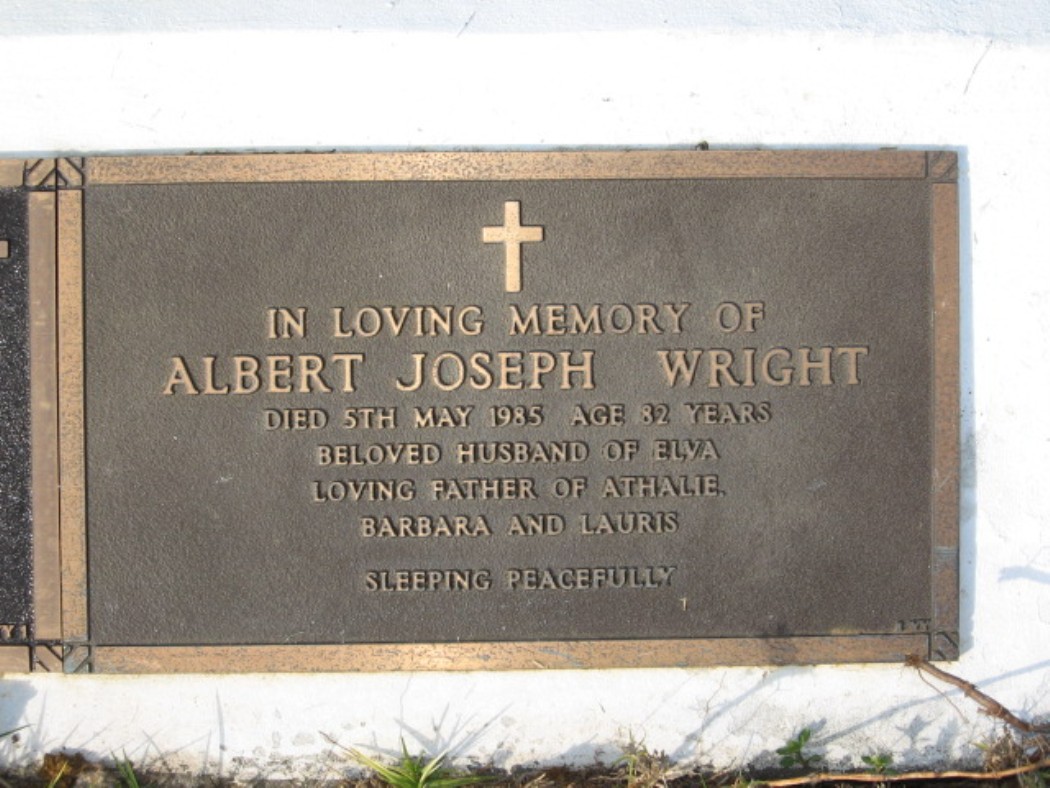 IN LOVING MEMORY OF
ALBERT JOSEPH WRIGHT
DIED 5TH MAY 1985 AGE 82 YEARS
BELOVED HUSBAND OF ELVA
LOVING FATHER OF ATHALIE,
BARBARA AND LAURIS
SLEEPING PEACEFULLY